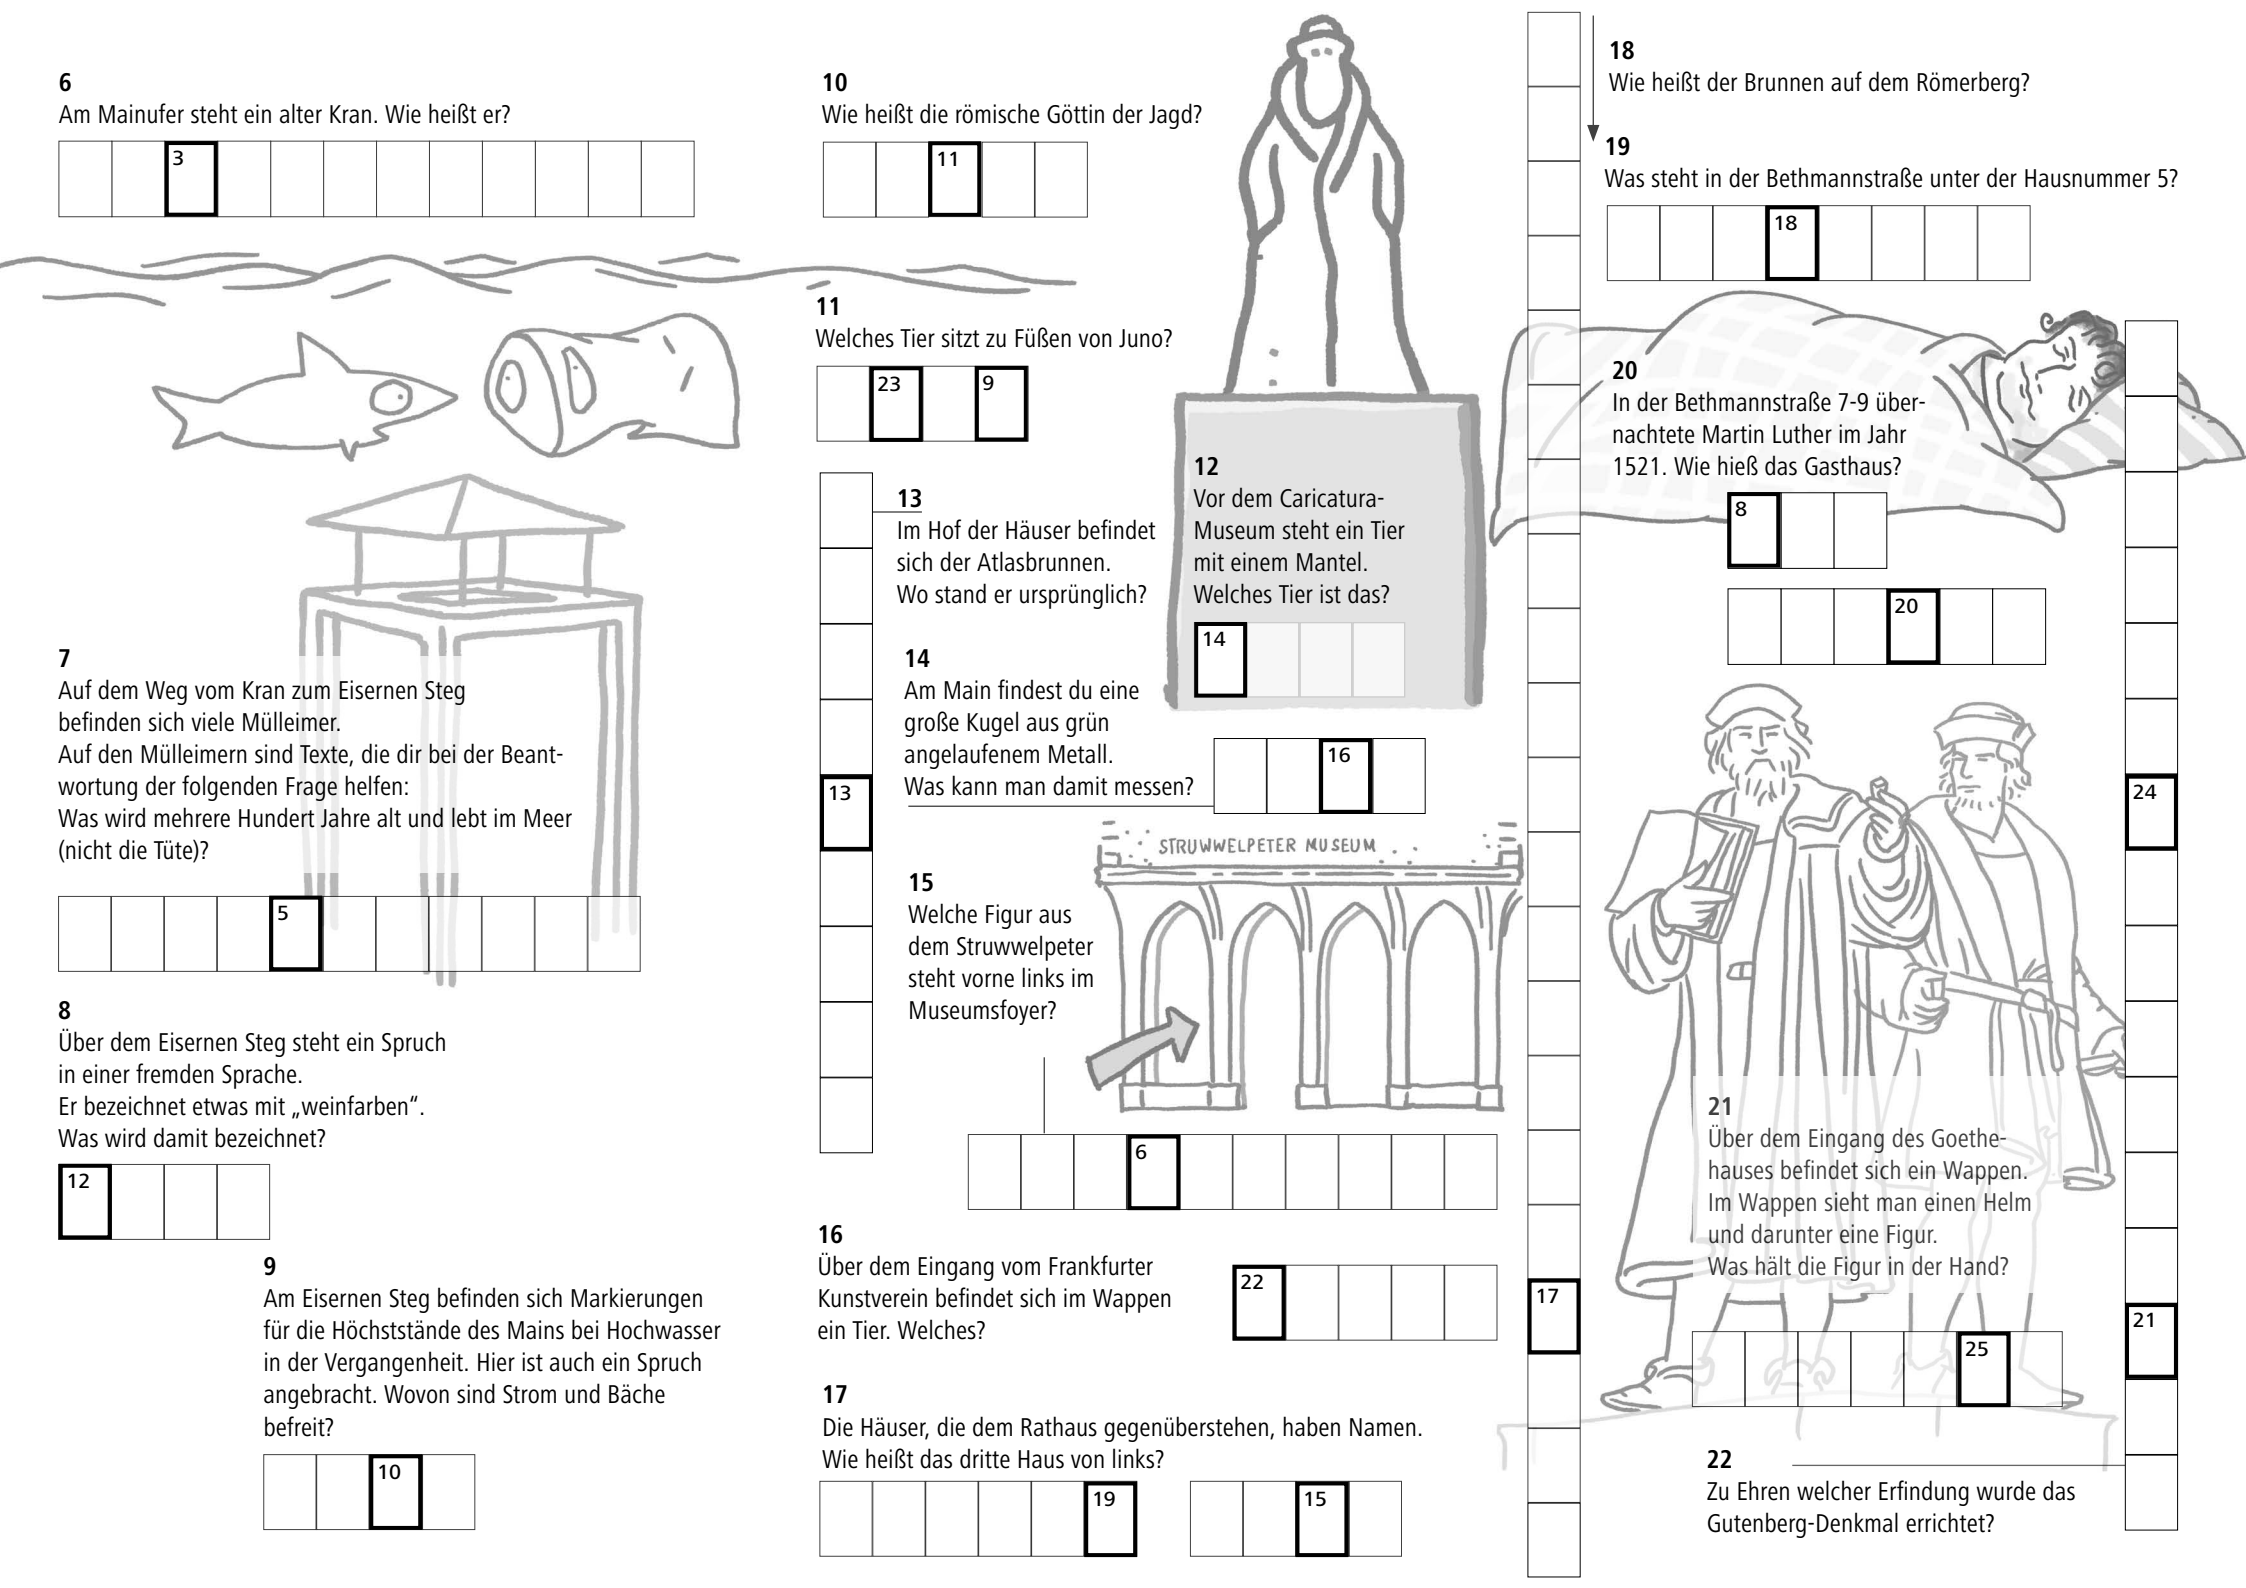 6
Am Mainufer steht ein alter Kran. Wie heißt er?
3
7
Auf dem Weg vom Kran zum Eisernen Steg
befinden sich viele Mülleimer.
Auf den Mülleimern sind Texte, die dir bei der Beant-
wortung der folgenden Frage helfen:
Was wird mehrere Hundert Jahre alt und lebt im Meer
(nicht die Tüte)?
5
8
Über dem Eisernen Steg steht ein Spruch
in einer fremden Sprache.
Er bezeichnet etwas mit „weinfarben“.
Was wird damit bezeichnet?
12
9
Am Eisernen Steg befinden sich Markierungen
für die Höchststände des Mains bei Hochwasser
in der Vergangenheit. Hier ist auch ein Spruch
angebracht. Wovon sind Strom und Bäche
befreit?
10
10
Wie heißt die römische Göttin der Jagd?
11
11
Welches Tier sitzt zu Füßen von Juno?
23
9
12
Vor dem Caricatura-
Museum steht ein Tier
mit einem Mantel.
Welches Tier ist das?
14
13
Im Hof der Häuser befindet
sich der Atlasbrunnen.
Wo stand er ursprünglich?
13
14
Am Main findest du eine
große Kugel aus grün
angelaufenem Metall.
Was kann man damit messen?
16
STRUWWELPETER MUSEUM
15
Welche Figur aus
dem Struwwelpeter
steht vorne links im
Museumsfoyer?
6
16
Über dem Eingang vom Frankfurter
Kunstverein befindet sich im Wappen
ein Tier. Welches?
22
17
Die Häuser, die dem Rathaus gegenüberstehen, haben Namen.
Wie heißt das dritte Haus von links?
19
15
18
Wie heißt der Brunnen auf dem Römerberg?
17
19
Was steht in der Bethmannstraße unter der Hausnummer 5?
18
20
In der Bethmannstraße 7-9 über-
nachtete Martin Luther im Jahr
1521. Wie hieß das Gasthaus?
8
20
21
Über dem Eingang des Goethe-
hauses befindet sich ein Wappen.
Im Wappen sieht man einen Helm
und darunter eine Figur.
Was hält die Figur in der Hand?
25
22
Zu Ehren welcher Erfindung wurde das
Gutenberg-Denkmal errichtet?
24
21